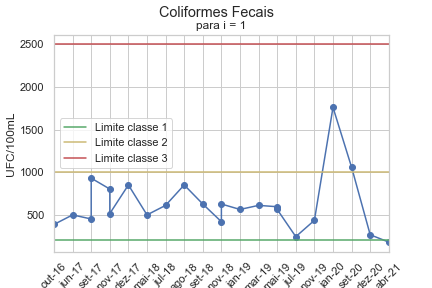 Coliformes Fecais
para i = 1
UFC/100mL
2500
2000
1500
1000
500
Limite classe 1
Limite classe 2
Limite classe 3
out-16
jun-17
set-17
nov-17
dez-17
mai-18
jul-18
ago-18
set-18
nov-18
jan-19
mar-19
mai-19
jul-19
nov-19
jan-20
set-20
dez-20
abr-21